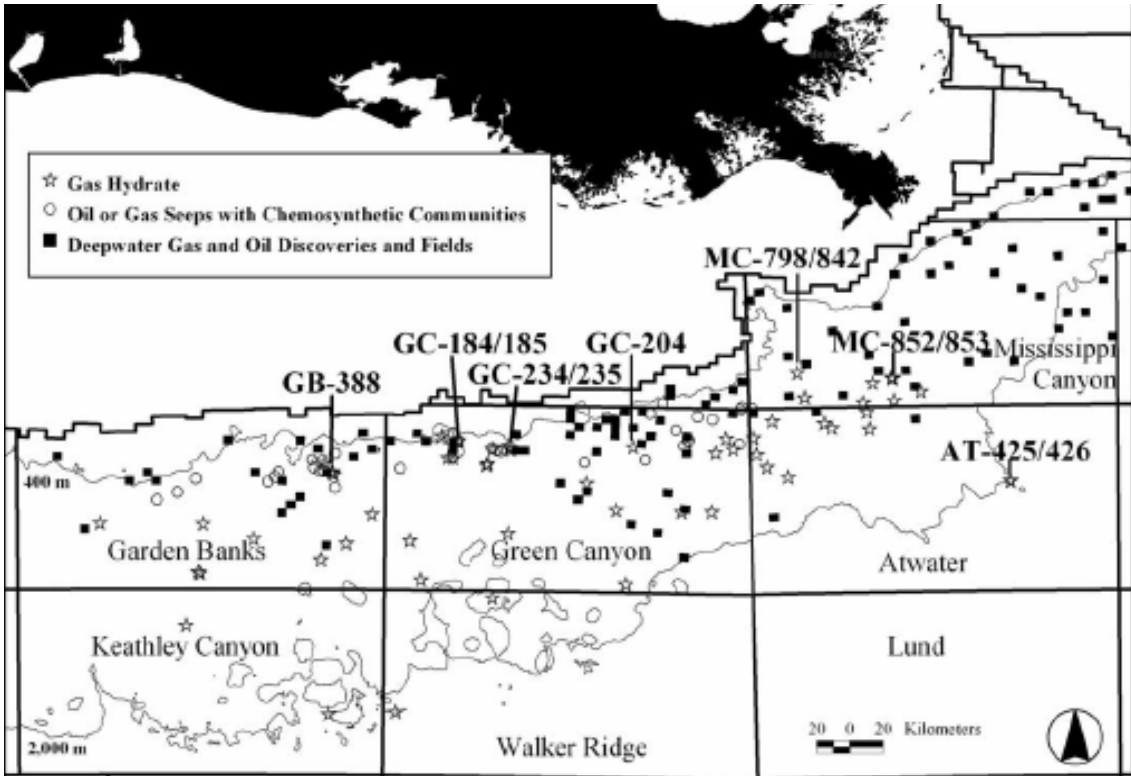 Gas Hydrate
Oil or Gas Seeps with Chemosynthetic Communities
Deepwater Gas and Oil Discoveries and Fields
MC-798/842
GC-184/185
GC-204
MC-852/853
Mississippi
Canyon
GB-388
GC-234/235
AT-425/426
400 m
Garden Banks
Green Canyon
Atwater
Keathley Canyon
Lund
2,000 m
Walker Ridge
20 0 20 Kilometers